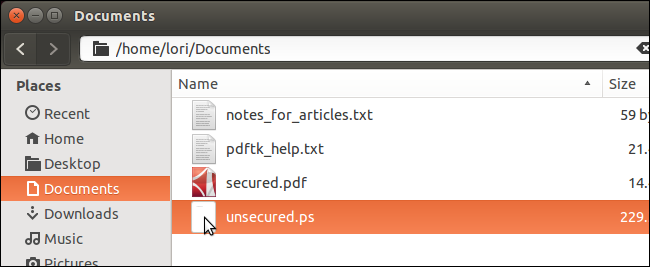 Documents
/home/lori/Documents
Places
Recent
Home
Desktop
Documents
Downloads
Music
Pictures
Name Size
notes_for_articles.txt 59 by
pdftk_help.txt 21.
secured.pdf 14.
unsecured.ps 229.